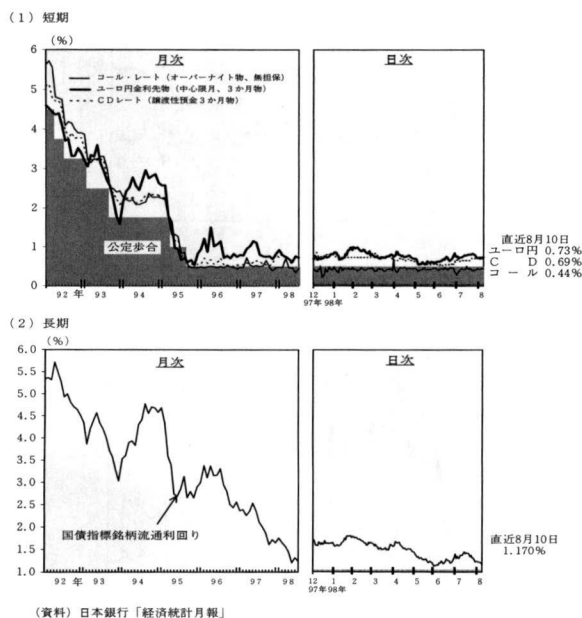 （１）短期
（％）
月次
日次
コール・レート（オーバーナイト物、無担保）
ユーロ円金利先物（中心限月、３か月物）
ＣＤレート（譲渡性預金３か月物）
6
5
4
3
2
1
0
公定歩合
92 年 93 94 95 96 97 98
12 1 2 3 4 5 6 7 8
97年98年
直近8月10日
ユーロ円 0.73%
Ｃ Ｄ 0.69%
コール 0.44%
（２）長期
（％）
月次
日次
6.0
5.5
5.0
4.5
4.0
3.5
3.0
2.5
2.0
1.5
1.0
国債指標銘柄流通利回り
92 年 93 94 95 96 97 98
12 1 2 3 4 5 6 7 8
97年98年
直近8月10日
1.170%
（資料）日本銀行「経済統計月報」